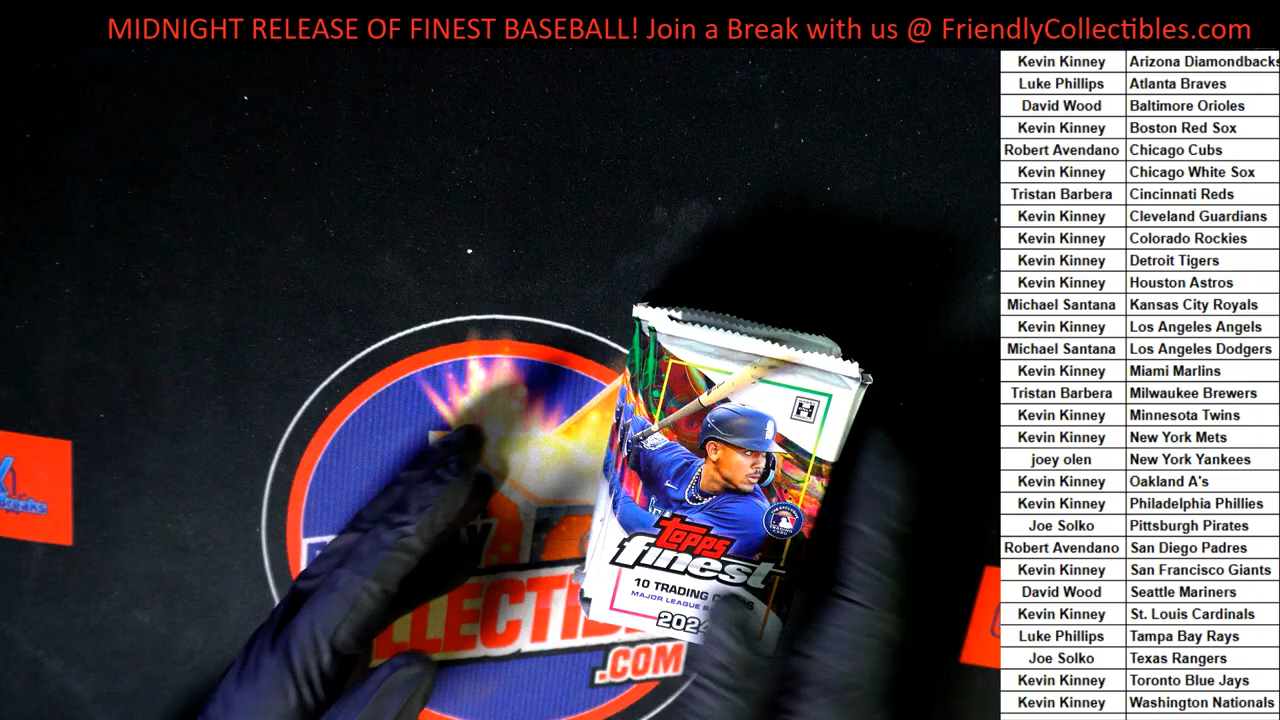 MIDNIGHT RELEASE OF FINEST BASEBALL! Join a Break with us @ FriendlyCollectibles.com
Kevin Kinney Arizona Diamondbacks
Luke Phillips Atlanta Braves
David Wood Baltimore Orioles
Kevin Kinney Boston Red Sox
Robert Avendano Chicago Cubs
Kevin Kinney Chicago White Sox
Tristan Barbera Cincinnati Reds
Kevin Kinney Cleveland Guardians
Kevin Kinney Colorado Rockies
Kevin Kinney Detroit Tigers
Kevin Kinney Houston Astros
Michael Santana Kansas City Royals
Kevin Kinney Los Angeles Angels
Michael Santana Los Angeles Dodgers
Kevin Kinney Miami Marlins
Tristan Barbera Milwaukee Brewers
Kevin Kinney Minnesota Twins
Kevin Kinney New York Mets
joey olen New York Yankees
Kevin Kinney Oakland A's
Kevin Kinney Philadelphia Phillies
Joe Solko Pittsburgh Pirates
Robert Avendano San Diego Padres
Kevin Kinney San Francisco Giants
David Wood Seattle Mariners
Kevin Kinney St. Louis Cardinals
Luke Phillips Tampa Bay Rays
Joe Solko Texas Rangers
Kevin Kinney Toronto Blue Jays
Kevin Kinney Washington Nationals
topps
finest
10 TRADING
MAJOR LEAGUE
202
LLECTIB
.COM
Breaks